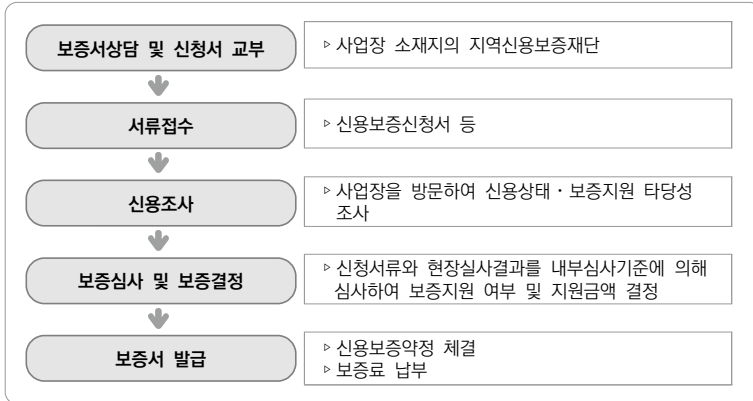 보증서상담 및 신청서 교부
▹ 사업장 소재지의 지역신용보증재단
서류접수
▹ 신용보증신청서 등
신용조사
▹ 사업장을 방문하여 신용상태・보증지원 타당성
조사
보증심사 및 보증결정
▹ 신청서류와 현장실사결과를 내부심사기준에 의해
심사하여 보증지원 여부 및 지원금액 결정
보증서 발급
▹ 신용보증약정 체결
▹ 보증료 납부